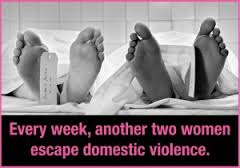 Every week, another two women
escape domestic violence.